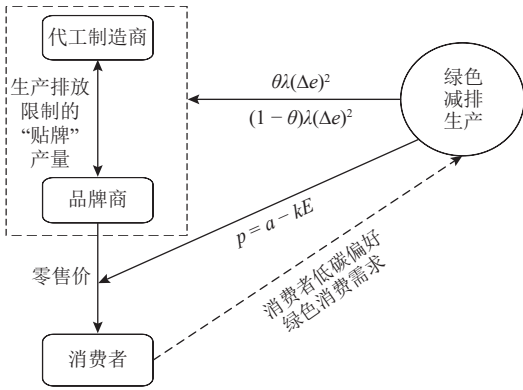 代工制造商
生产排放
限制的
“贴牌”
产量
品牌商
零售价
消费者
θλ(Δe)²
(1 − θ)λ(Δe)²
绿色
减排
生产
p = a − kE
消费者低碳偏好
绿色消费需求